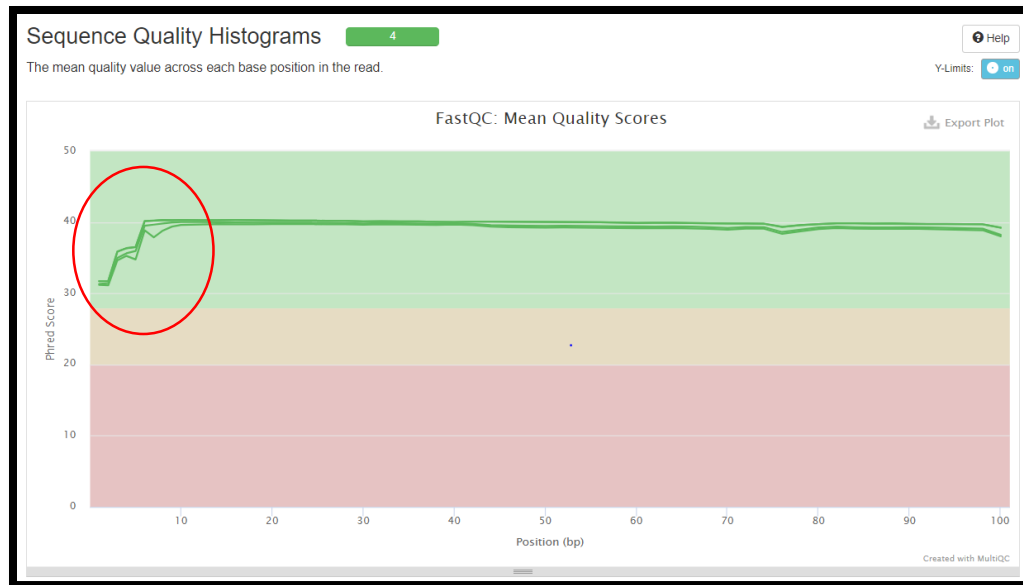 Sequence Quality Histograms 4
Help
The mean quality value across each base position in the read.
Y-Limits: on
FastQC: Mean Quality Scores
Export Plot
50
40
30
20
10
0
Phred Score
10 20 30 40 50 60 70 80 90 100
Position (bp)
Created with MultiQC